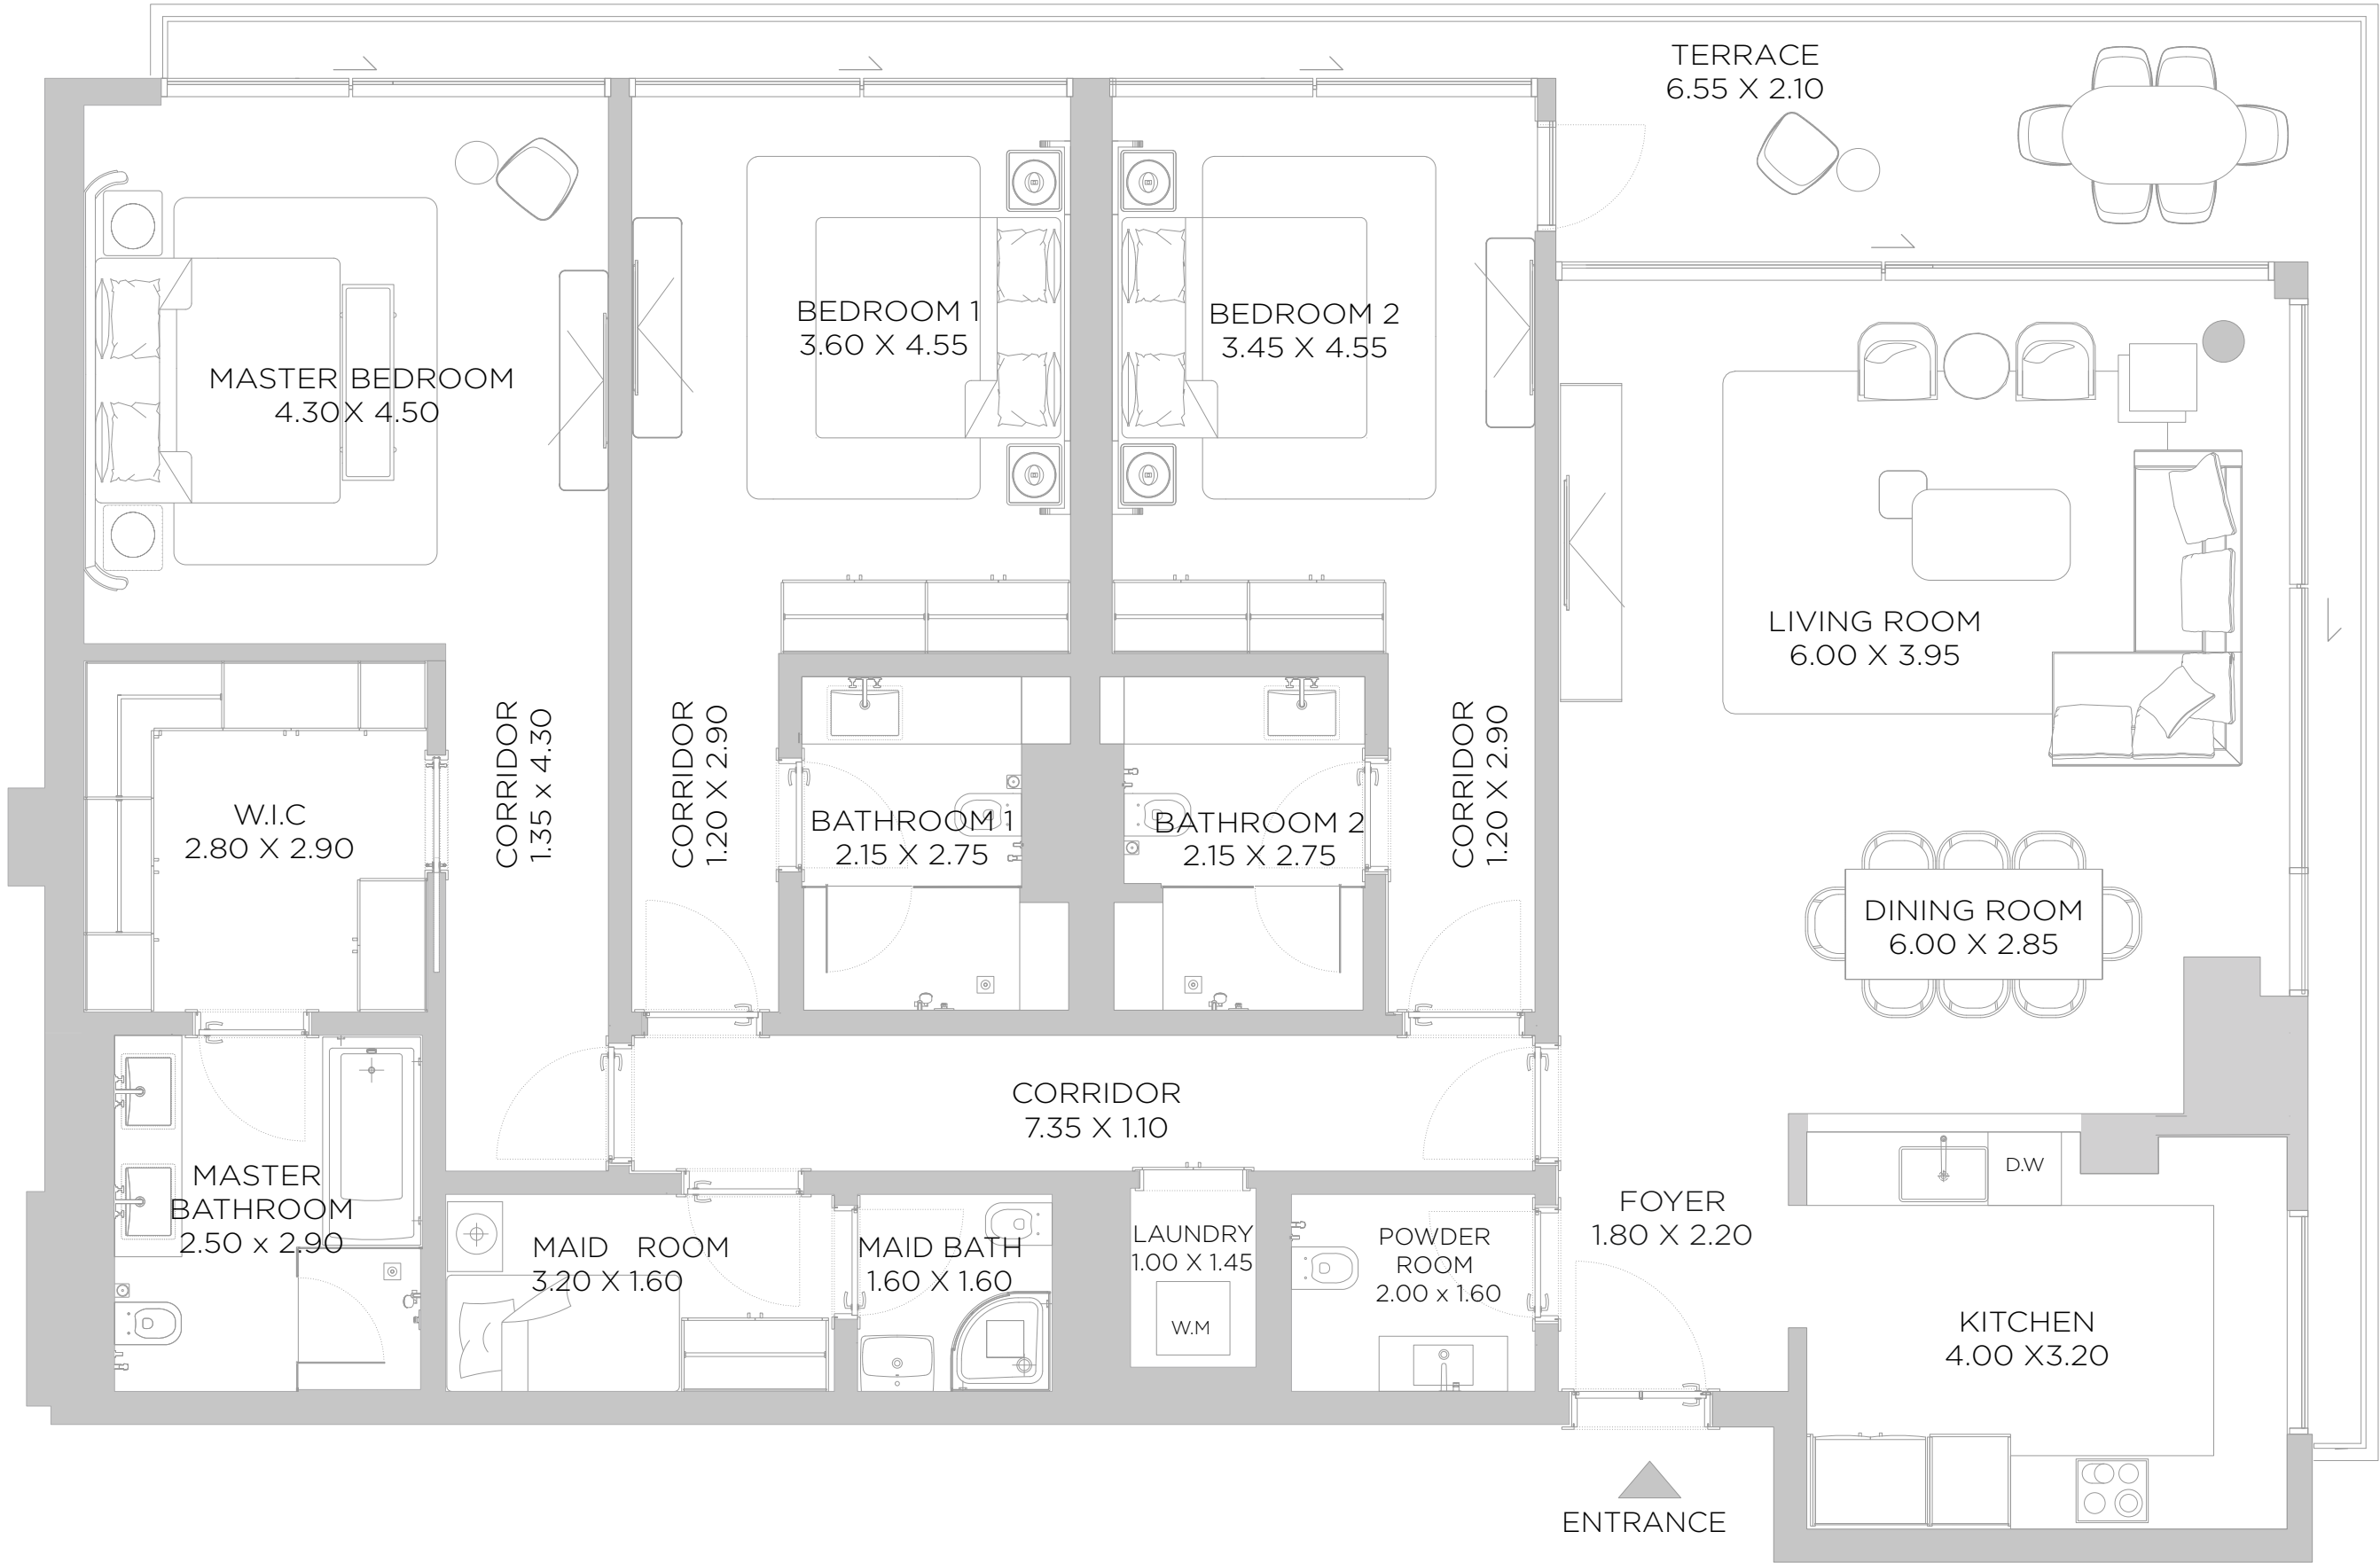 TERRACE
6.55 X 2.10
BEDROOM 1
3.60 X 4.55
BEDROOM 2
3.45 X 4.55
MASTER BEDROOM
4.30 X 4.50
LIVING ROOM
6.00 X 3.95
CORRIDOR
1.35 x 4.30
CORRIDOR
1.20 X 2.90
CORRIDOR
1.20 X 2.90
W.I.C
2.80 X 2.90
BATHROOM 1
2.15 X 2.75
BATHROOM 2
2.15 X 2.75
DINING ROOM
6.00 X 2.85
CORRIDOR
7.35 X 1.10
MASTER
BATHROOM
2.50 x 2.90
D.W
FOYER
1.80 X 2.20
MAID ROOM
3.20 X 1.60
MAID BATH
1.60 X 1.60
LAUNDRY
1.00 X 1.45
W.M
POWDER
ROOM
2.00 x 1.60
KITCHEN
4.00 X3.20
ENTRANCE